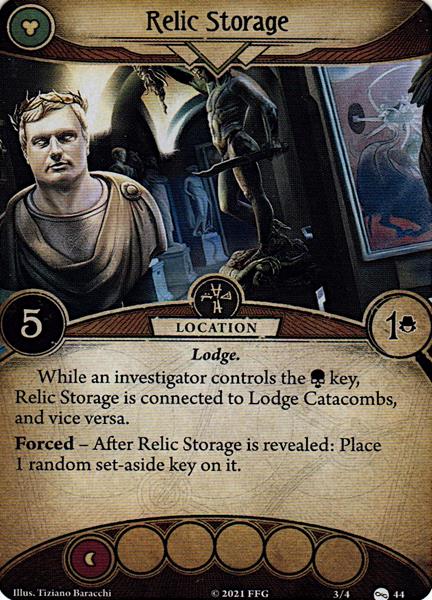 Relic Storage
5
LOCATION
1
Lodge.
While an investigator controls the key,
Relic Storage is connected to Lodge Catacombs,
and vice versa.
Forced – After Relic Storage is revealed: Place
1 random set-aside key on it.
Illus. Tiziano Baracchi © 2021 FFG 3/4 44